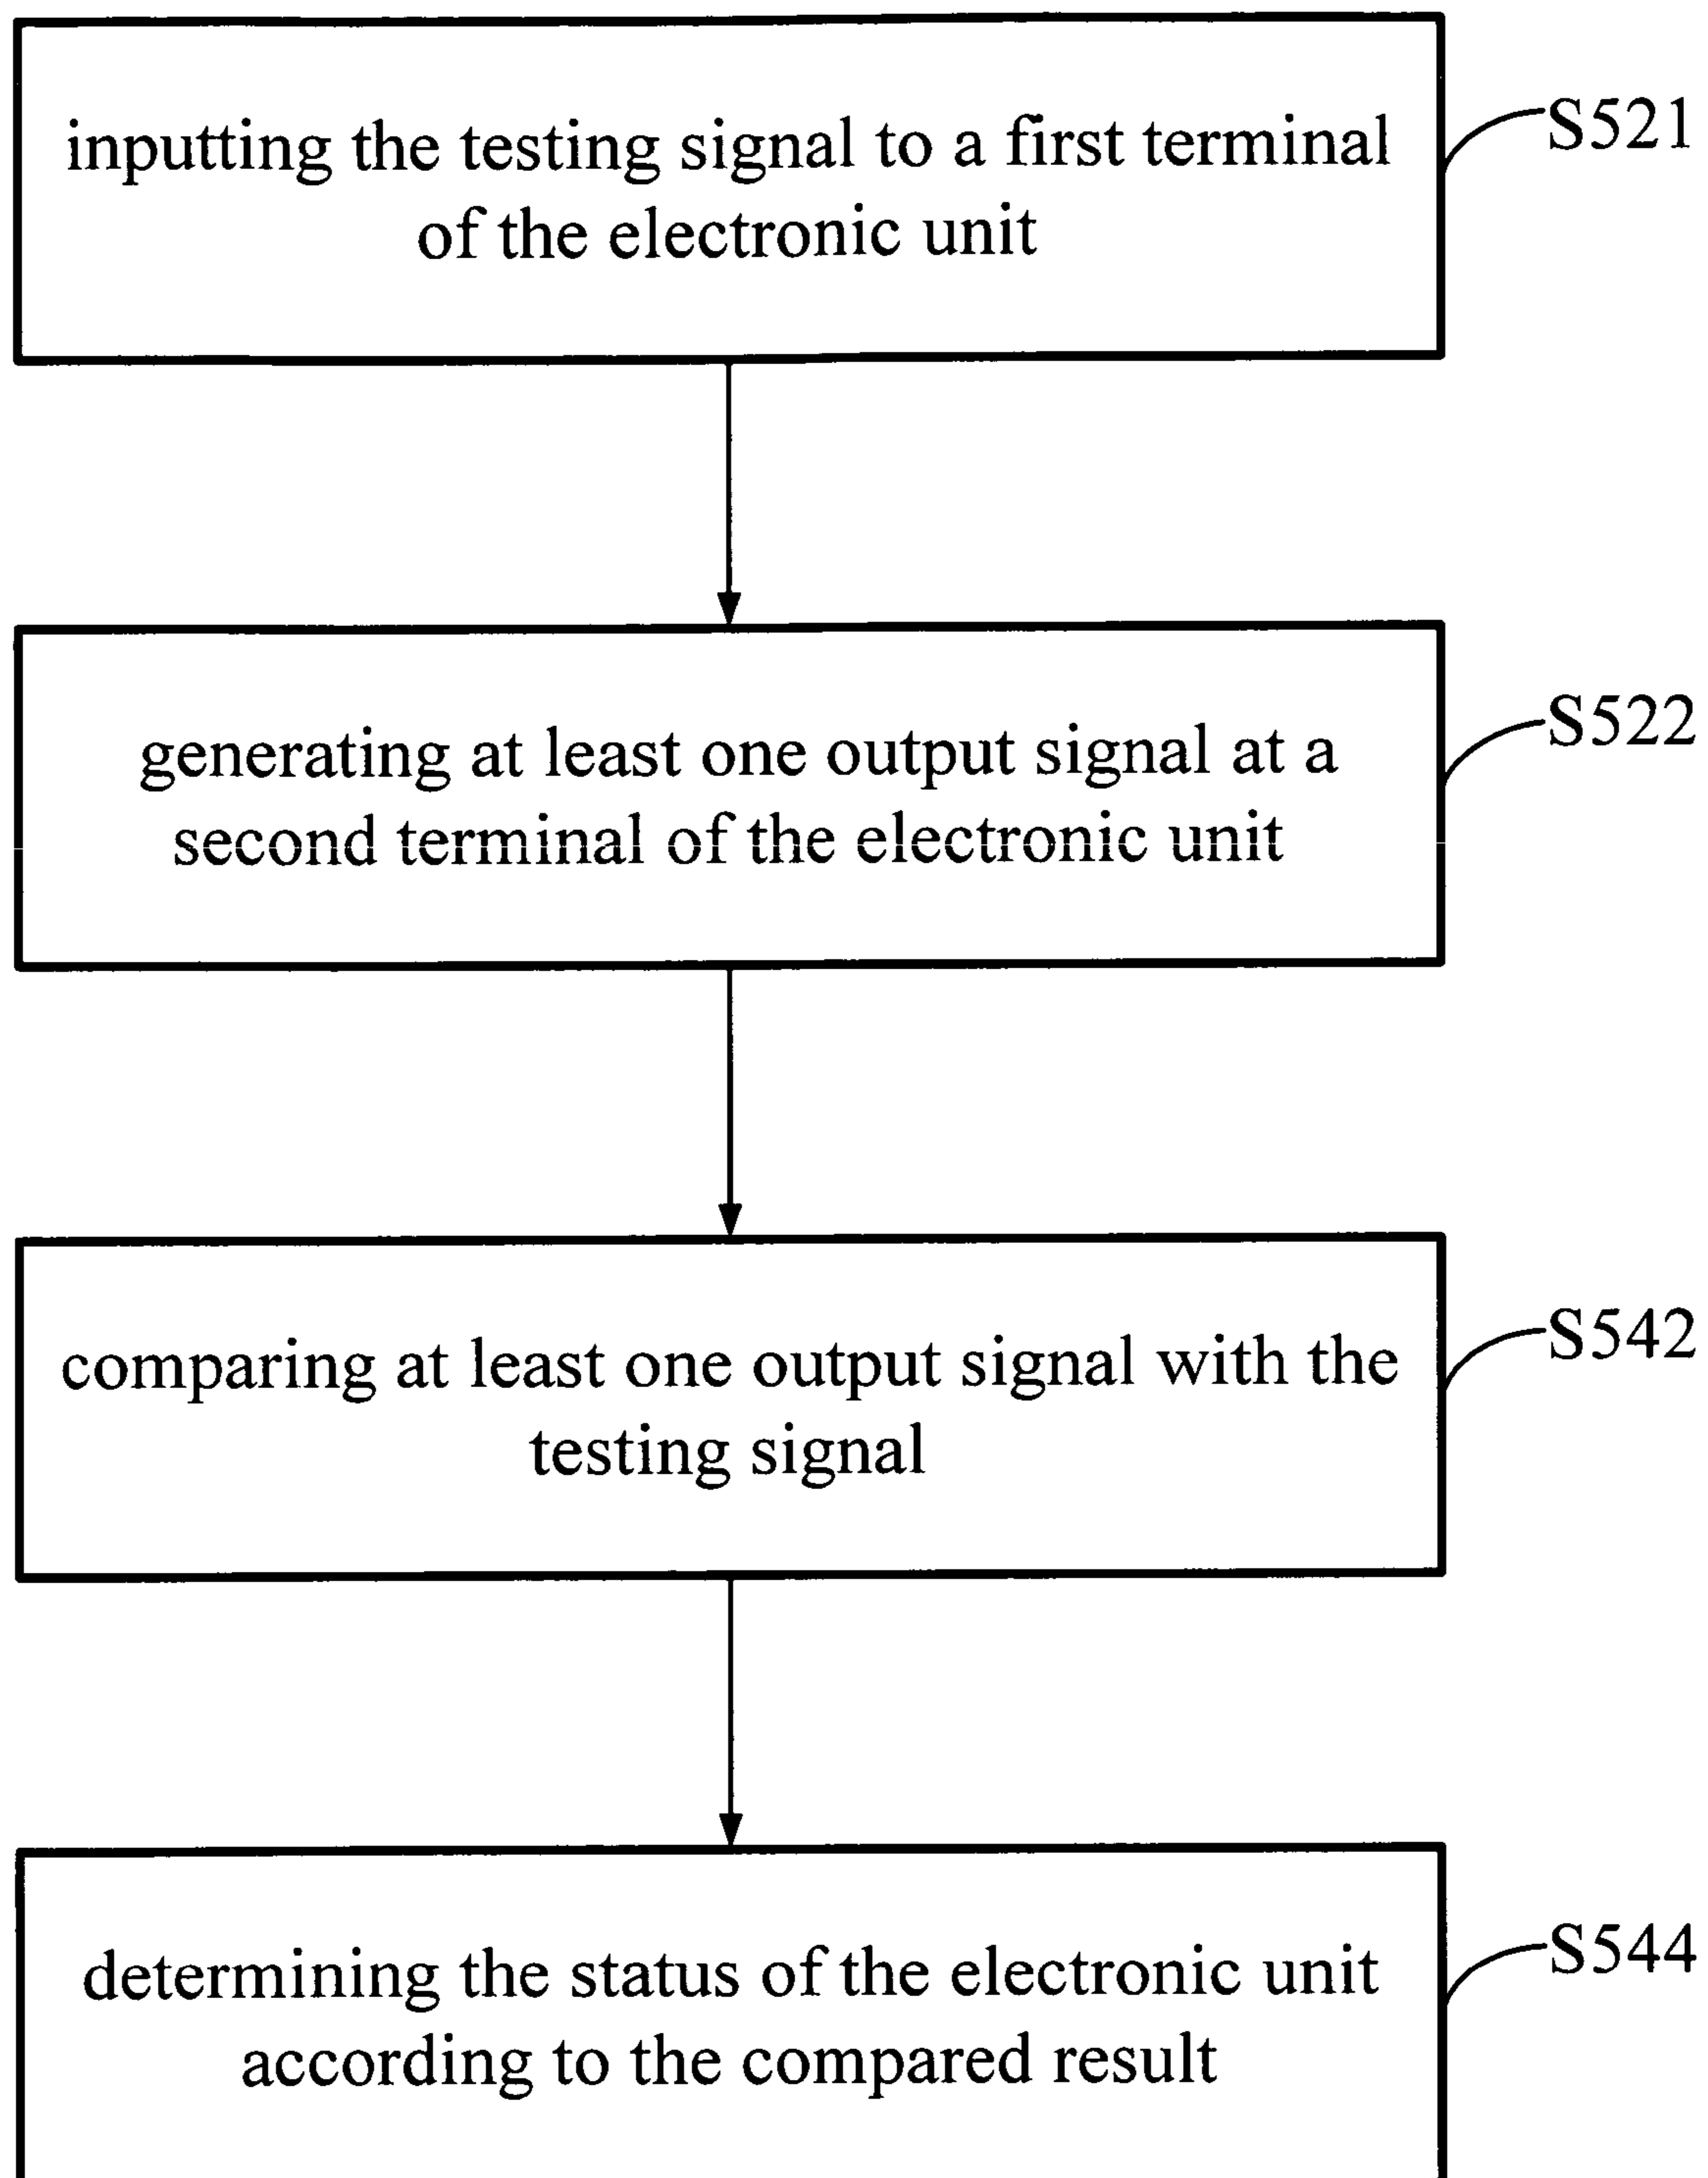 inputting the testing signal to a first terminal
of the electronic unit
S521
generating at least one output signal at a
second terminal of the electronic unit
S522
comparing at least one output signal with the
testing signal
S542
determining the status of the electronic unit
according to the compared result
S544